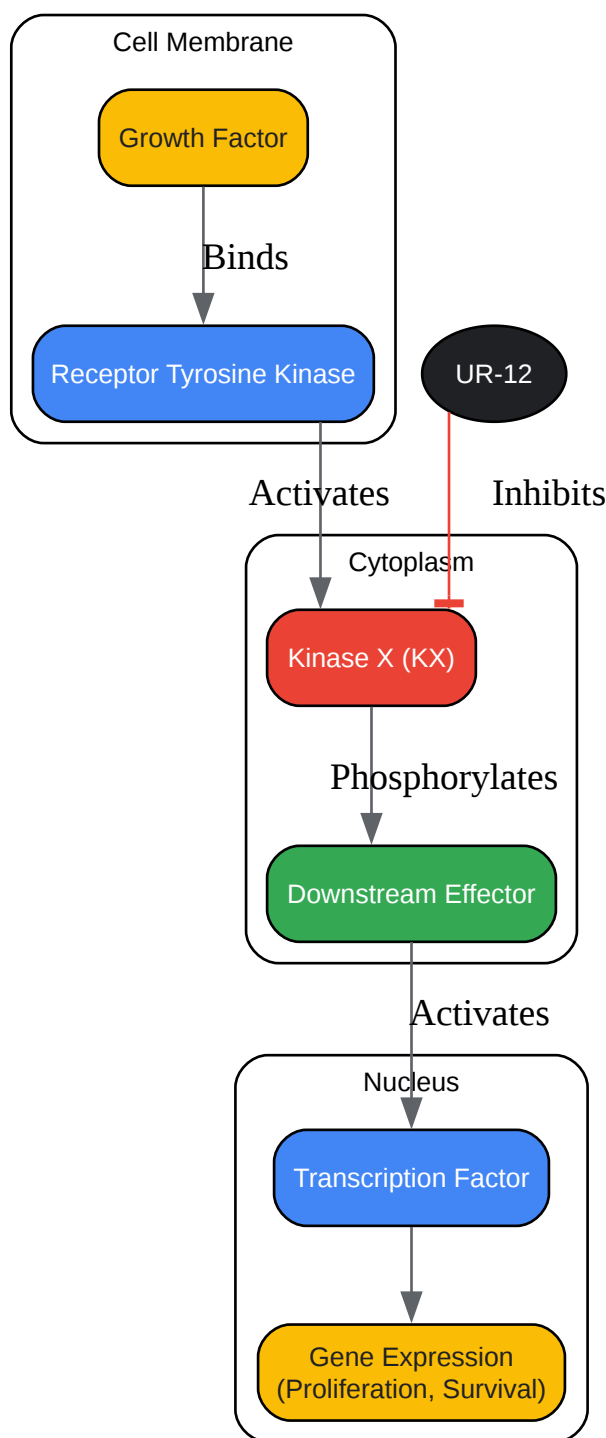 Cell Membrane
Growth Factor
Binds
Receptor Tyrosine Kinase
UR-12
Activates
Inhibits
Cytoplasm
Kinase X (KX)
Phosphorylates
Downstream Effector
Activates
Nucleus
Transcription Factor
Gene Expression
(Proliferation, Survival)